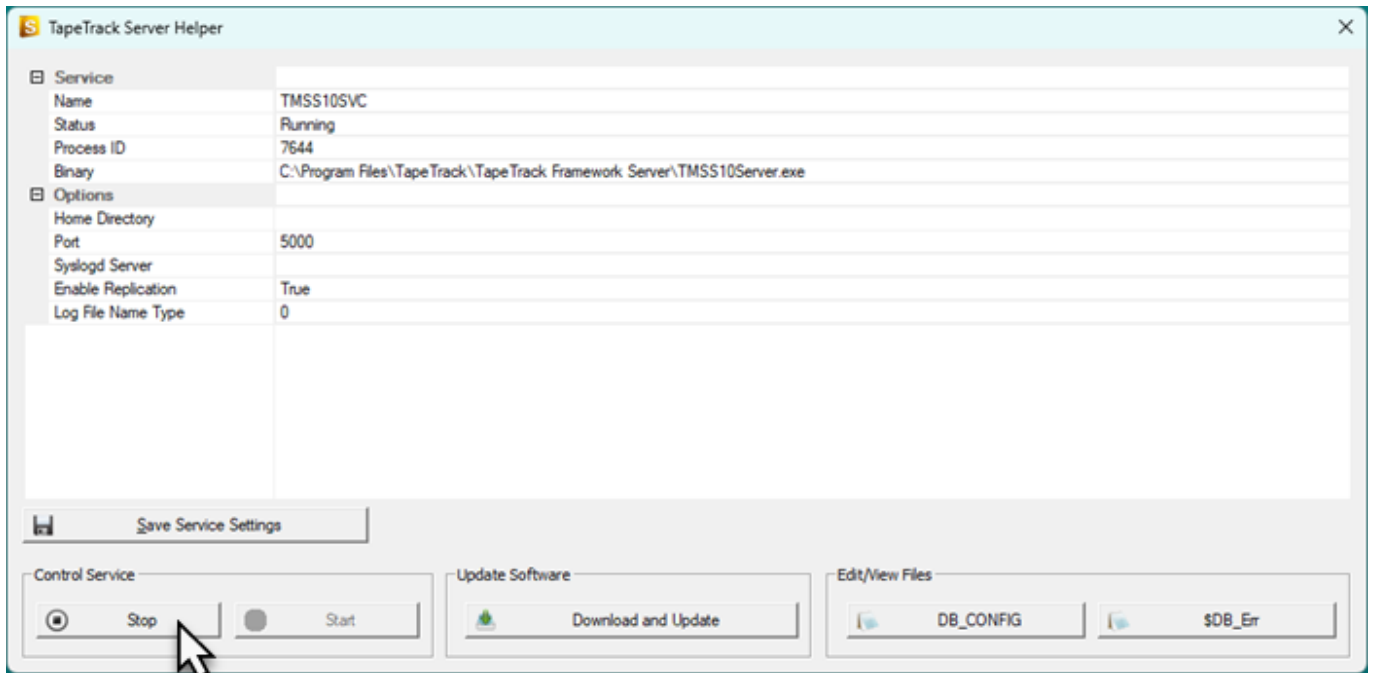 TapeTrack Server Helper
Service
Name TMSS10SVC
Status Running
Process ID 7644
Binary C:\Program Files\TapeTrack\TapeTrack Framework Server\TMSS10Server.exe
Options
Home Directory
Port 5000
Syslogd Server
Enable Replication True
Log File Name Type 0
Save Service Settings
Control Service Update Software Edit/View Files
Stop Start Download and Update DB_CONFIG $DB_Err